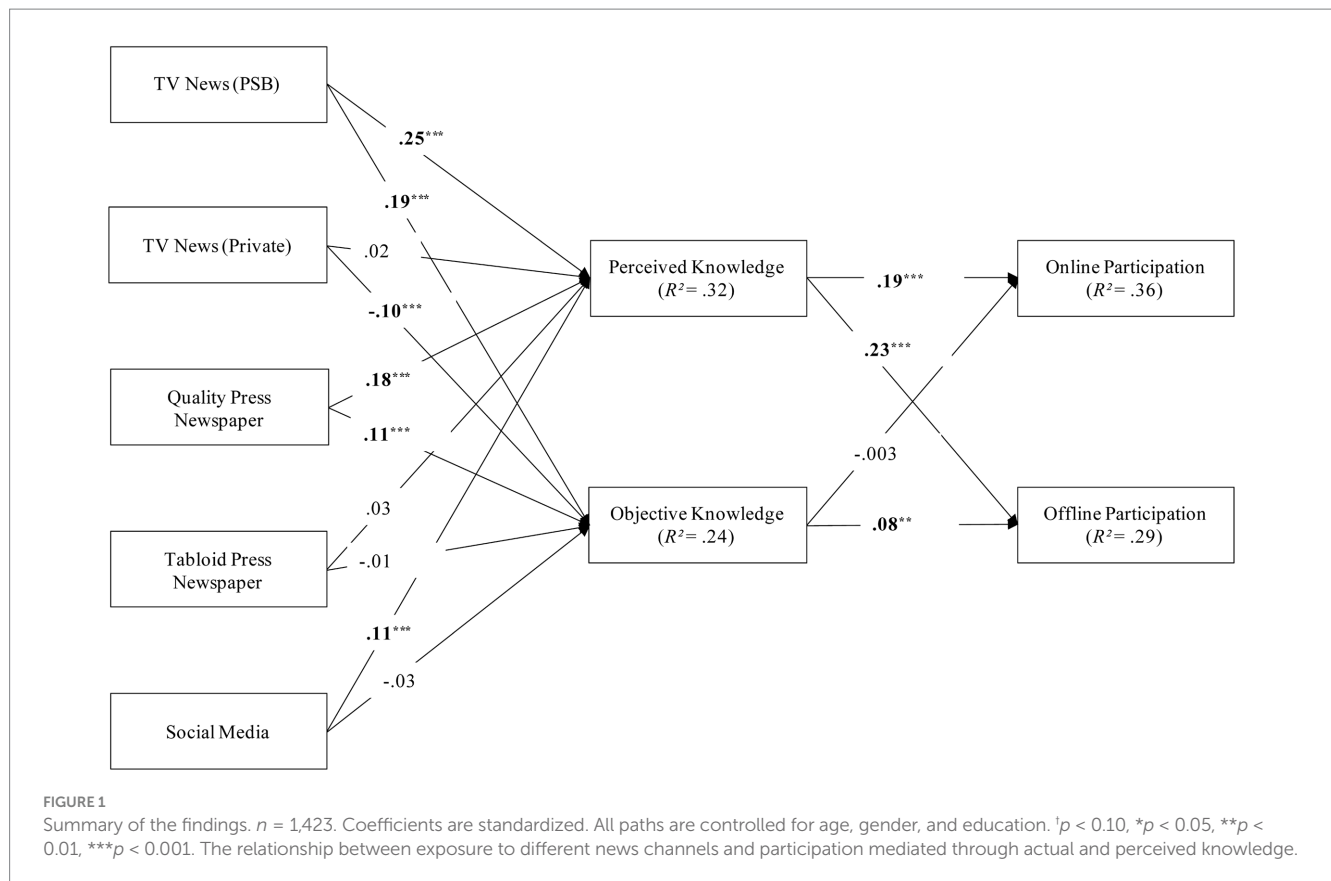 TV News (PSB)
.25***
.19***
TV News (Private)
.02
Perceived Knowledge
(R² = .32)
.19***
Online Participation
(R² = .36)
-.10***
.23***
.18***
Quality Press
Newspaper
.11***
-.003
.03
Objective Knowledge
(R² = .24)
.08**
Offline Participation
(R² = .29)
-.01
Tabloid Press
Newspaper
.11***
-.03
Social Media
FIGURE 1
Summary of the findings. n = 1,423. Coefficients are standardized. All paths are controlled for age, gender, and education. †p < 0.10, *p < 0.05, **p <
0.01, ***p < 0.001. The relationship between exposure to different news channels and participation mediated through actual and perceived knowledge.